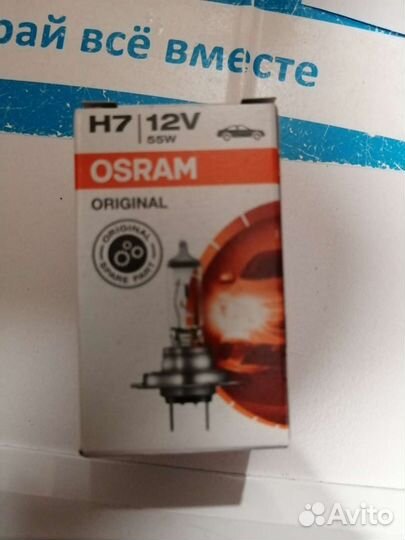 рай всё вместе
H7 | 12V
55W
OSRAM
ORIGINAL
ORIGINAL
SPARE PART
Avito